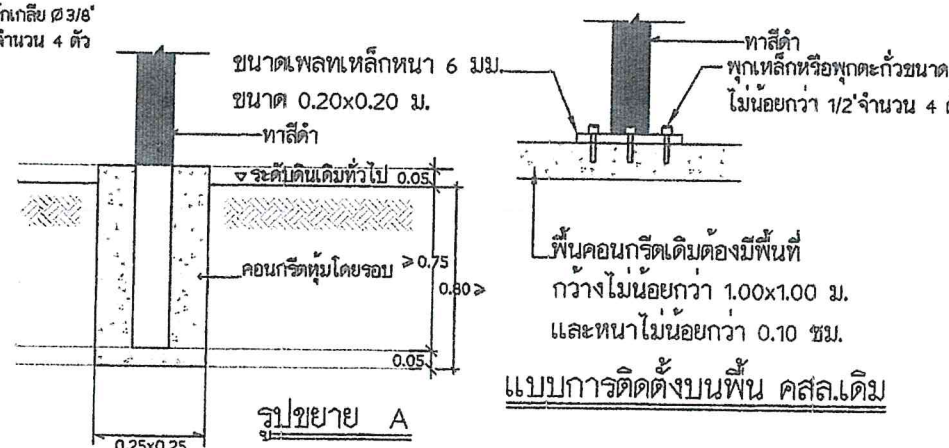 Ø 3/8"
จำนวน 4 ตัว
ขนาดเพลทเหล็กหนา 6 มม.
ขนาด 0.20x0.20 ม.
ทาสีดำ
ระดับดินเดิมทั่วไป 0.05
คอนกรีตหุ้มโดยรอบ
≥ 0.75
0.80 ≥
0.05
0.25x0.25
รูปขยาย A
ทาสีดำ
พุกเหล็กหรือพุกตะกั่วขนาด
ไม่น้อยกว่า 1/2" จำนวน 4
พื้นคอนกรีตเดิมต้องมีพื้นที่
กว้างไม่น้อยกว่า 1.00x1.00 ม.
และหนาไม่น้อยกว่า 0.10 ซม.
แบบการติดตั้งบนพื้น คสล.เดิม